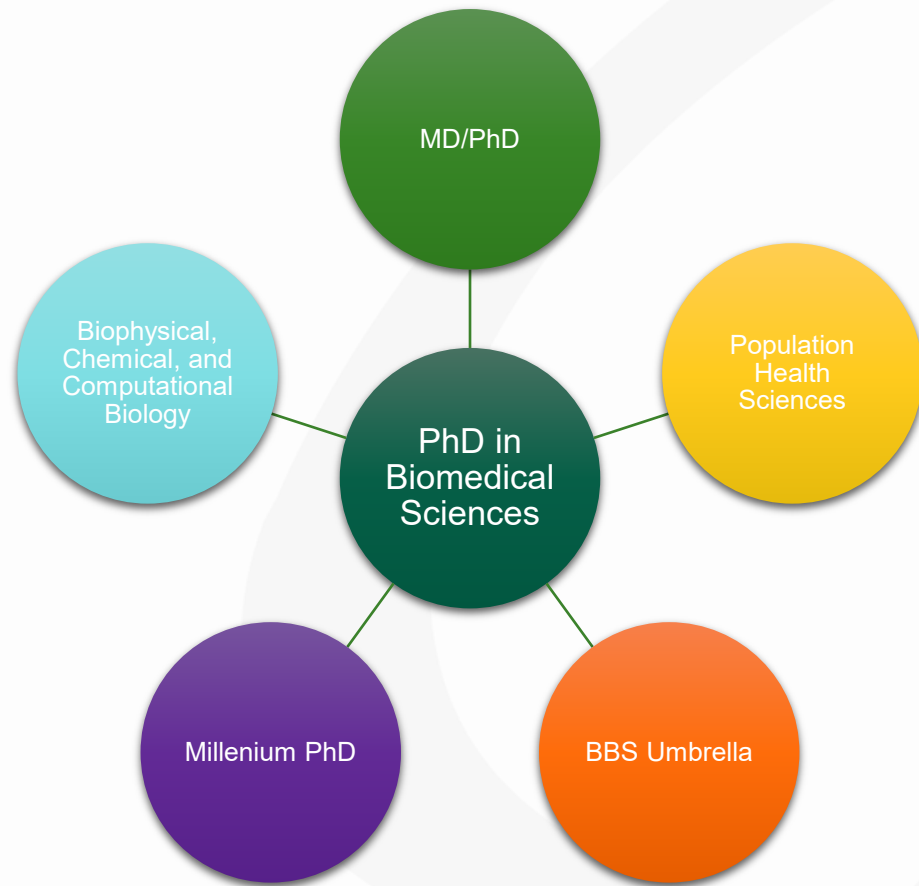 MD/PhD
Biophysical,
Chemical, and
Computational
Biology
Population
Health
Sciences
PhD in
Biomedical
Sciences
Millenium PhD
BBS Umbrella